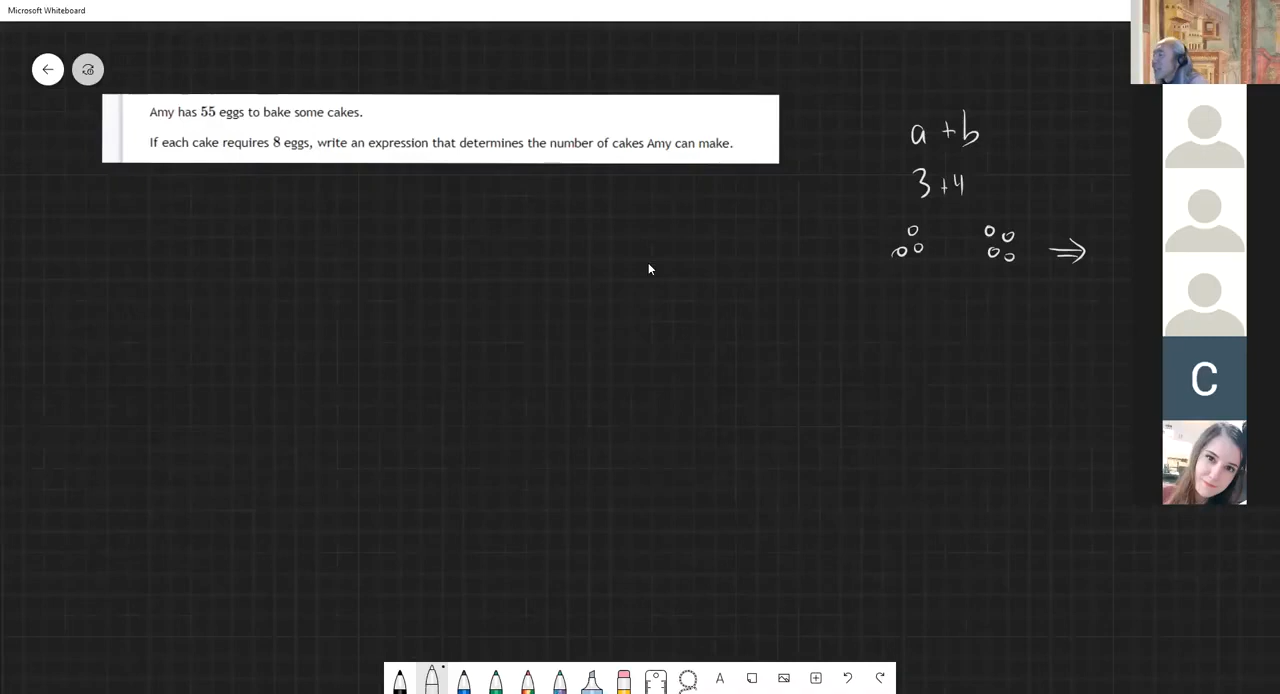 Microsoft Whiteboard
Amy has 55 eggs to bake some cakes.
If each cake requires 8 eggs, write an expression that determines the number of cakes Amy can make.
a + b
3 + 4
⇒
C
A